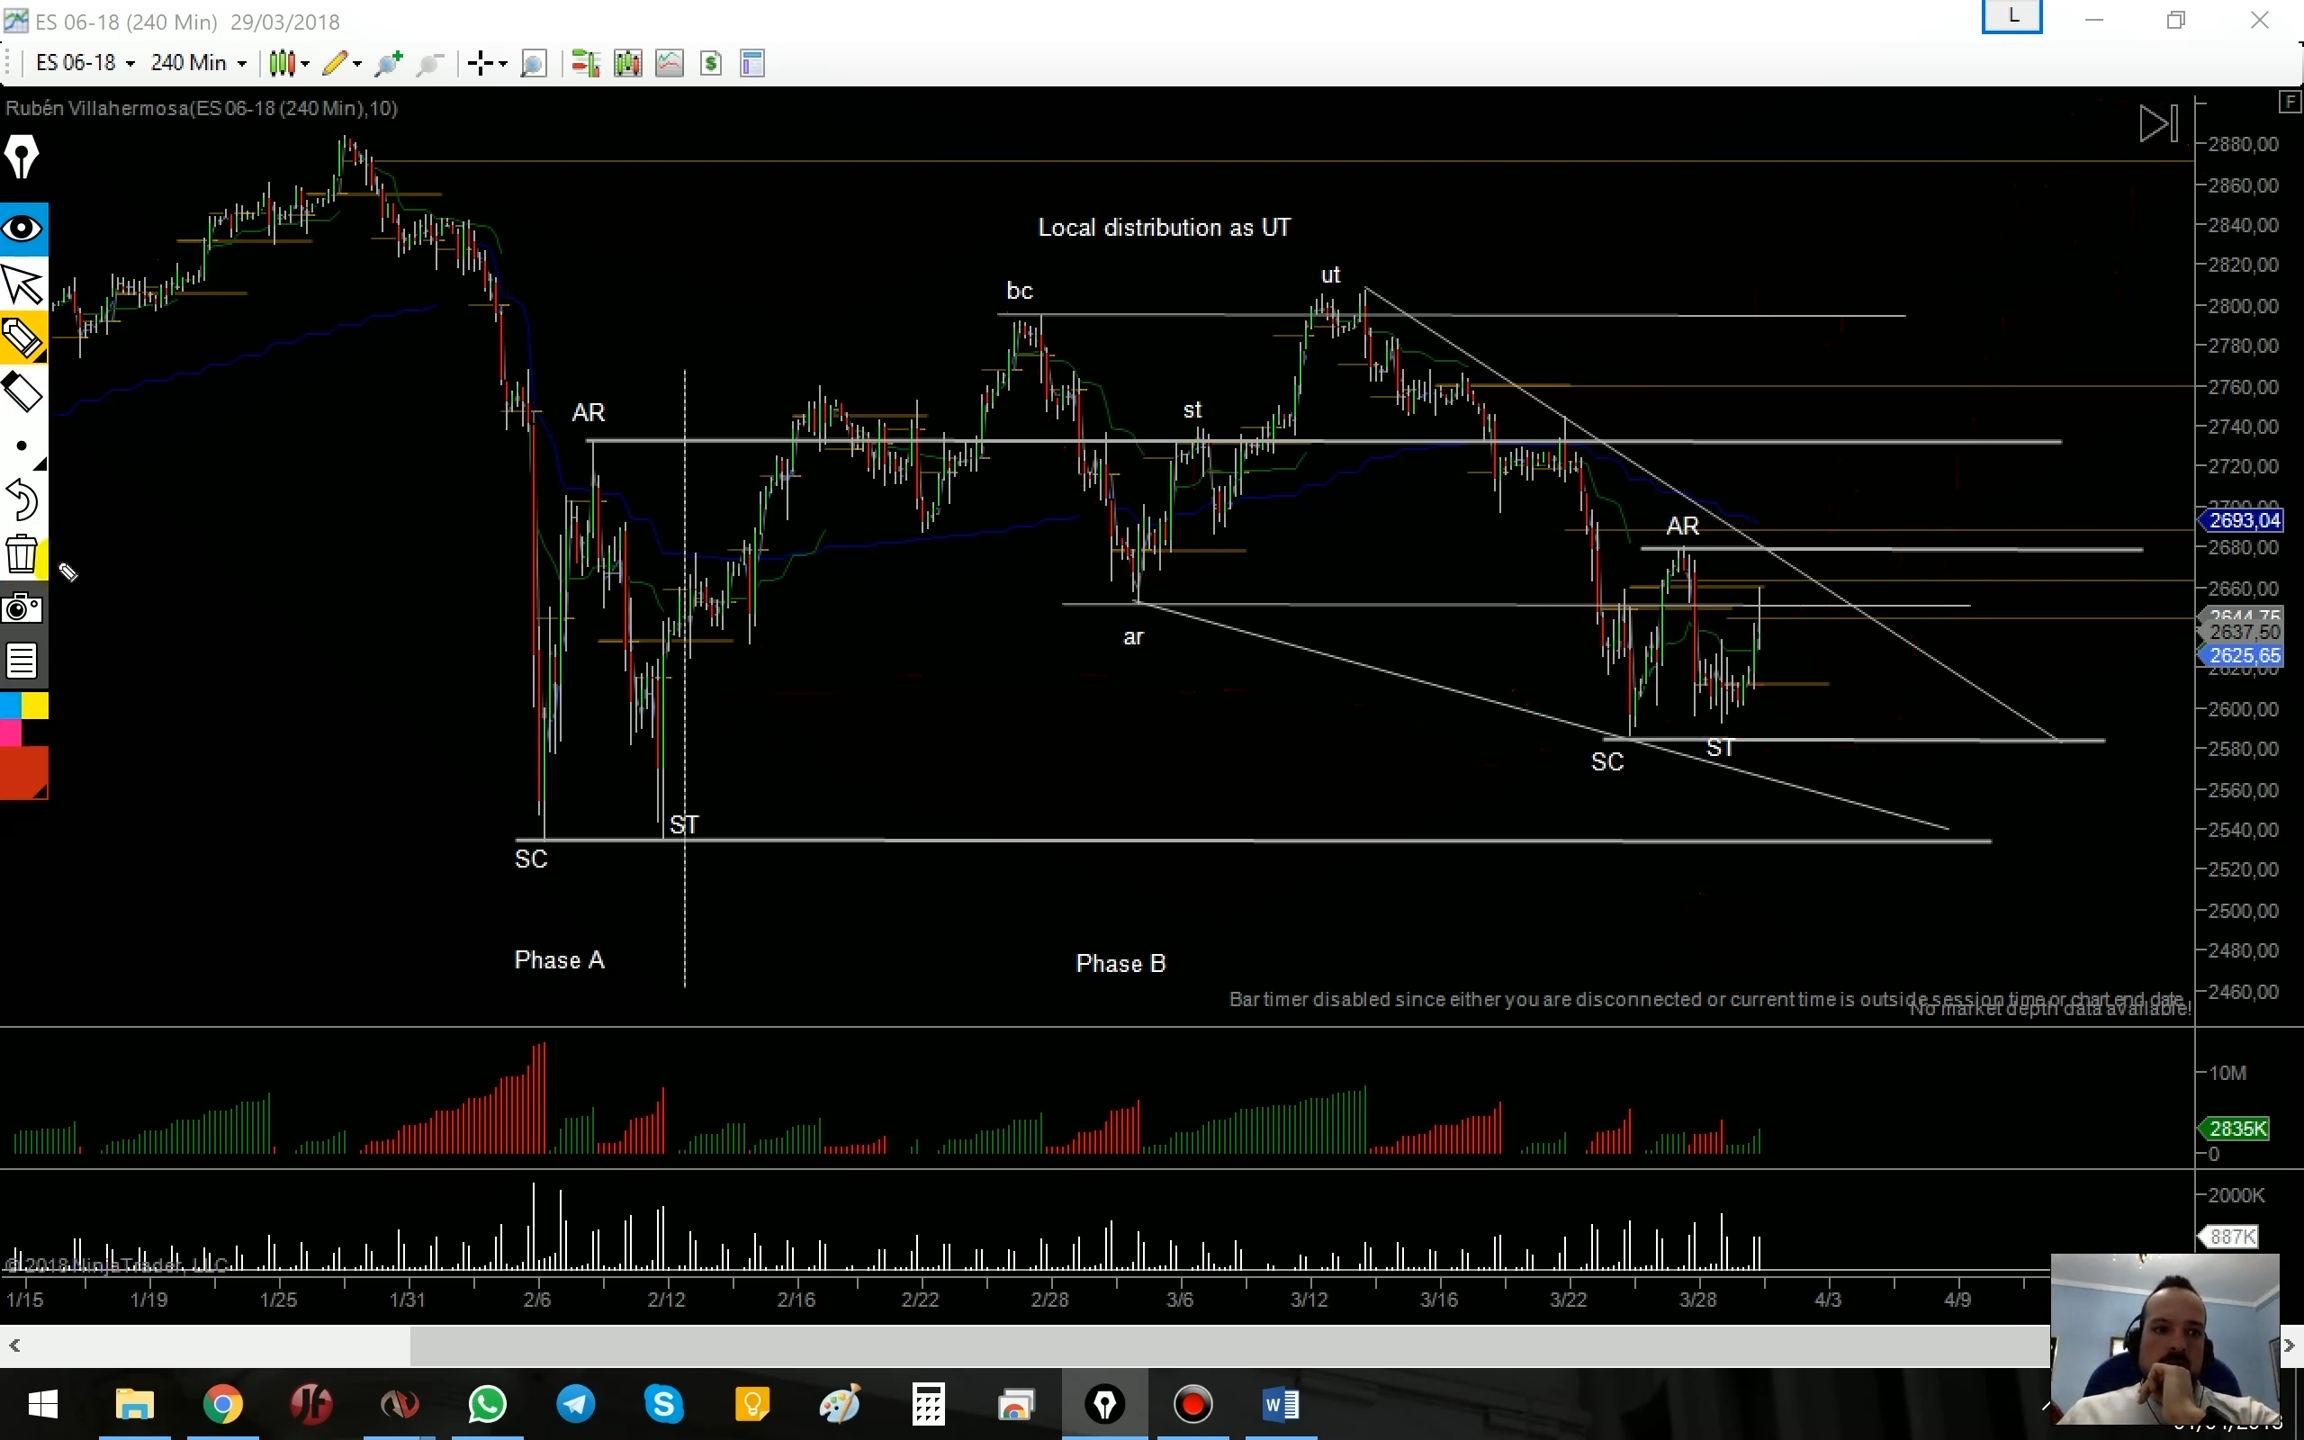 ES 06-18 (240 Min) 29/03/2018
L
ES 06-18 240 Min
Rubén Villahermosa(ES 06-18 (240 Min),10)
F
2880,00
2860,00
2840,00
2820,00
2800,00
2780,00
2760,00
2740,00
2720,00
2693,04
2680,00
2660,00
2644,75
2637,50
2625,65
2600,00
2580,00
2560,00
2540,00
2520,00
2500,00
2480,00
2460,00
Local distribution as UT
bc
ut
AR
st
AR
ar
SC
ST
ST
SC
Phase A
Phase B
Bar timer disabled since either you are disconnected or current time is outside session time or chart end date
No market depth data available!
10M
2835K
0
2000K
887K
© 2018 NinjaTrader, LLC
1/15 1/19 1/25 1/31 2/6 2/12 2/16 2/22 2/28 3/6 3/12 3/16 3/22 3/28 4/3 4/9